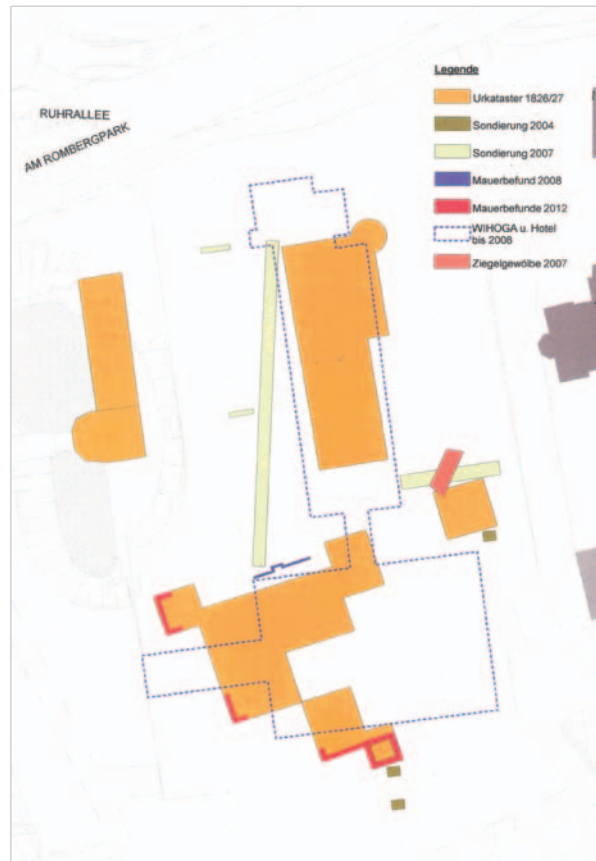 RUHRALLEE
AM ROMBERGPARK
Legende
Urkataster 1826/27
Sondierung 2004
Sondierung 2007
Mauerbefund 2008
Mauerbefunde 2012
WIHOGA u. Hotel
bis 2008
Ziegelgewölbe 2007